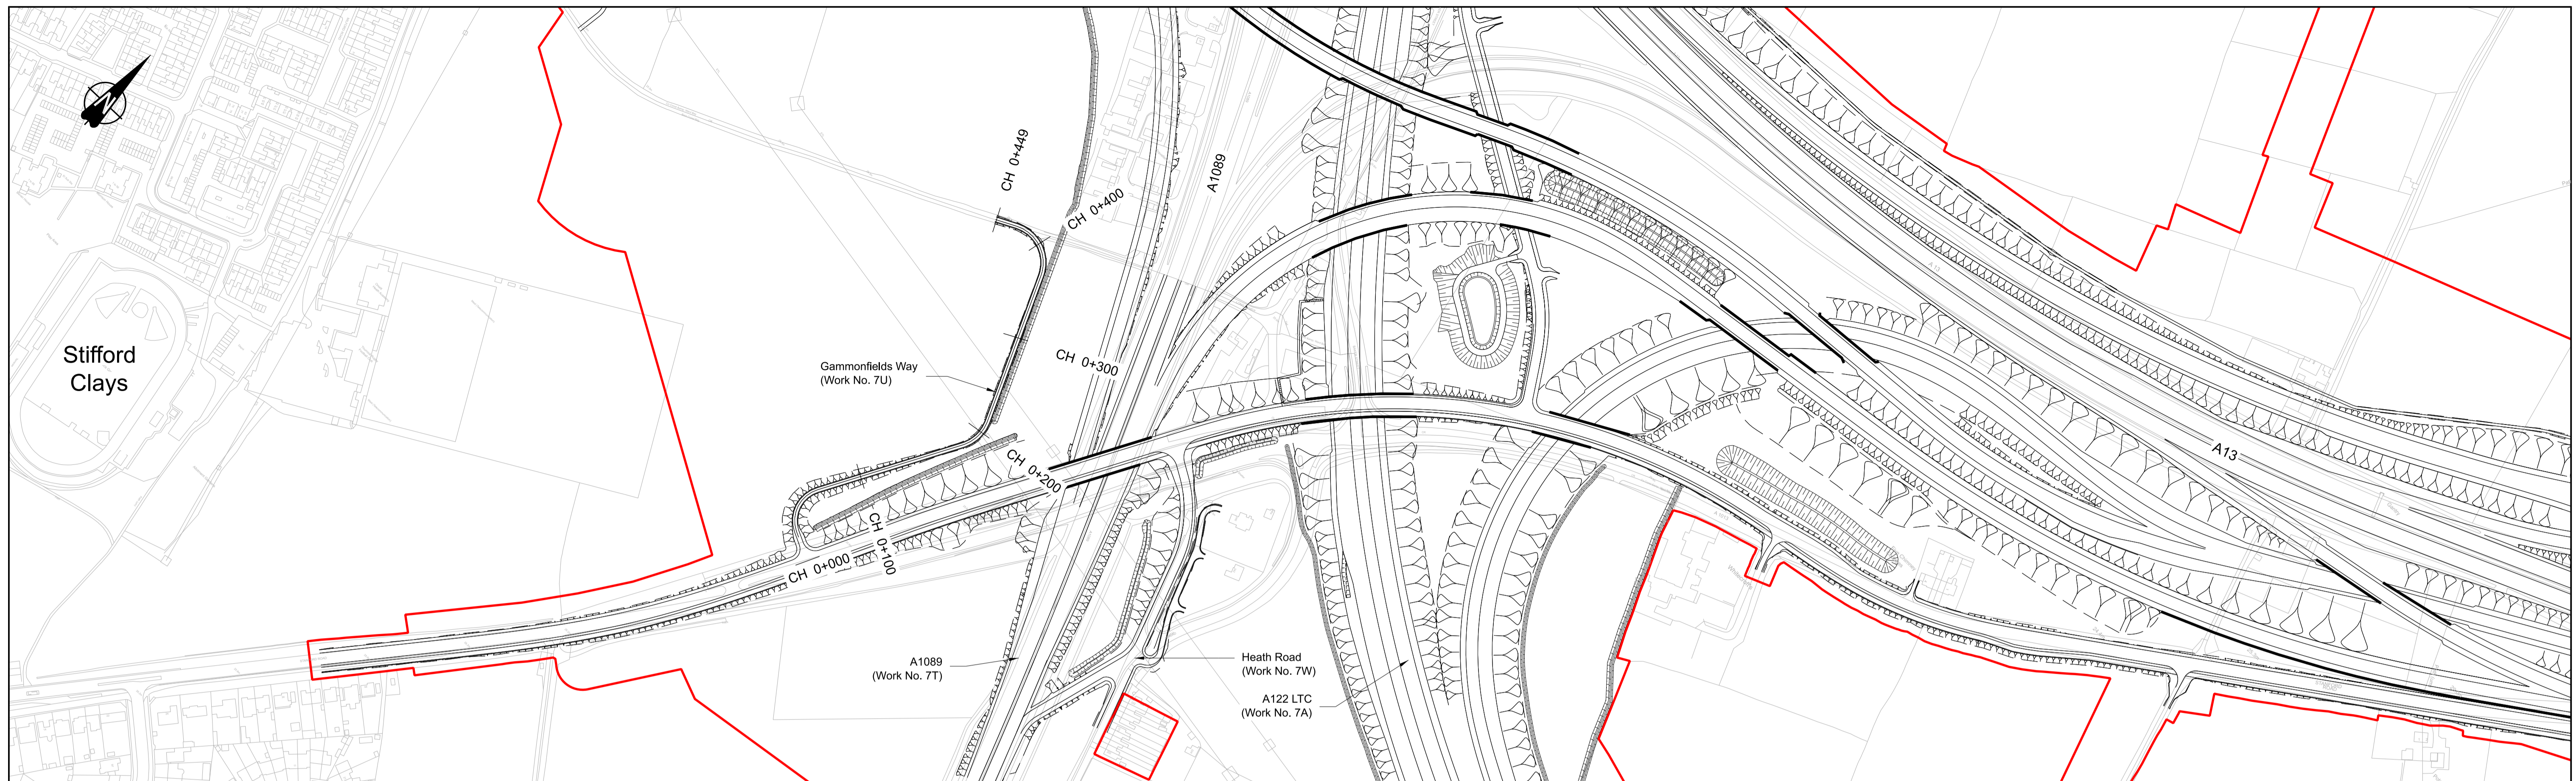 N
Stifford
Clays
CH 0+449
CH 0+400
A1089
Gammonfields Way
(Work No. 7U)
CH 0+300
A 13
A13
CH 0+200
CH 0+100
CH 0+000
A1089
(Work No. 7T)
Heath Road
(Work No. 7W)
A122 LTC
(Work No. 7A)